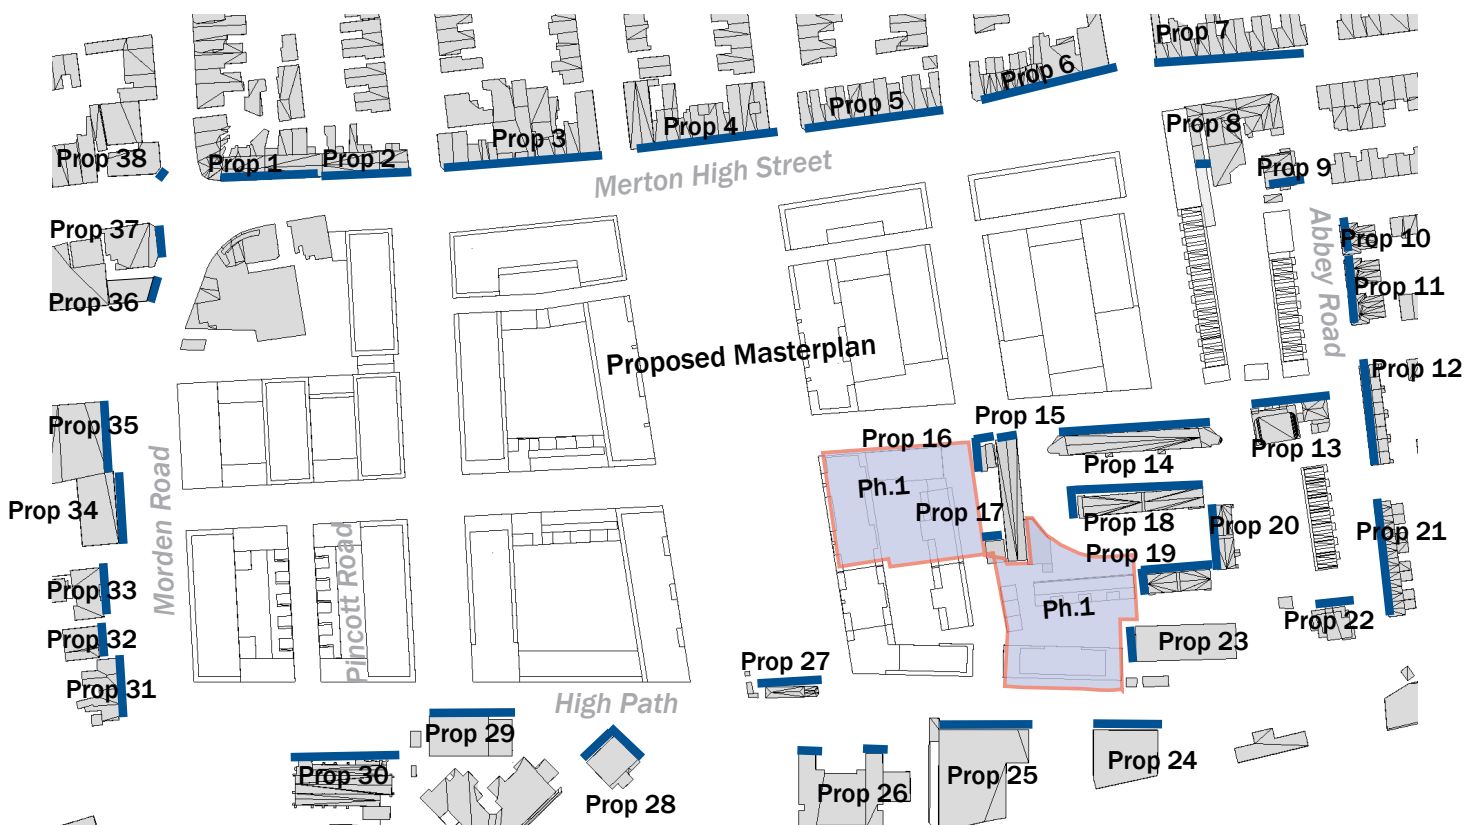 Prop 7
Prop 6
Prop 5
Prop 4
Prop 3
Prop 8
Prop 38
Prop 1
Prop 2
Prop 9
Merton High Street
Prop 37
Prop 10
Abbey Road
Prop 36
Prop 11
Proposed Masterplan
Prop 12
Prop 15
Prop 35
Prop 16
Prop 13
Prop 14
Ph.1
Prop 34
Morden Road
Prop 17
Prop 18
Prop 20
Prop 21
Pincott Road
Prop 19
Prop 33
Ph.1
Prop 22
Prop 32
Prop 23
Prop 27
Prop 31
High Path
Prop 29
Prop 24
Prop 30
Prop 25
Prop 26
Prop 28